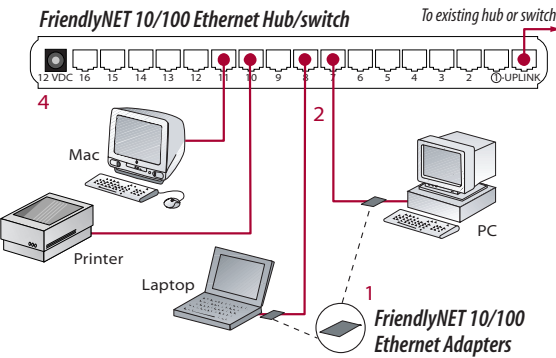 FriendlyNET 10/100 Ethernet Hub/switch
To existing hub or switch
12 VDC 16 15 14 13 12 11 10 9 8 7 6 5 4 3 2 ①-UPLINK
4
2
Mac
Printer
Laptop
PC
1
FriendlyNET 10/100
Ethernet Adapters